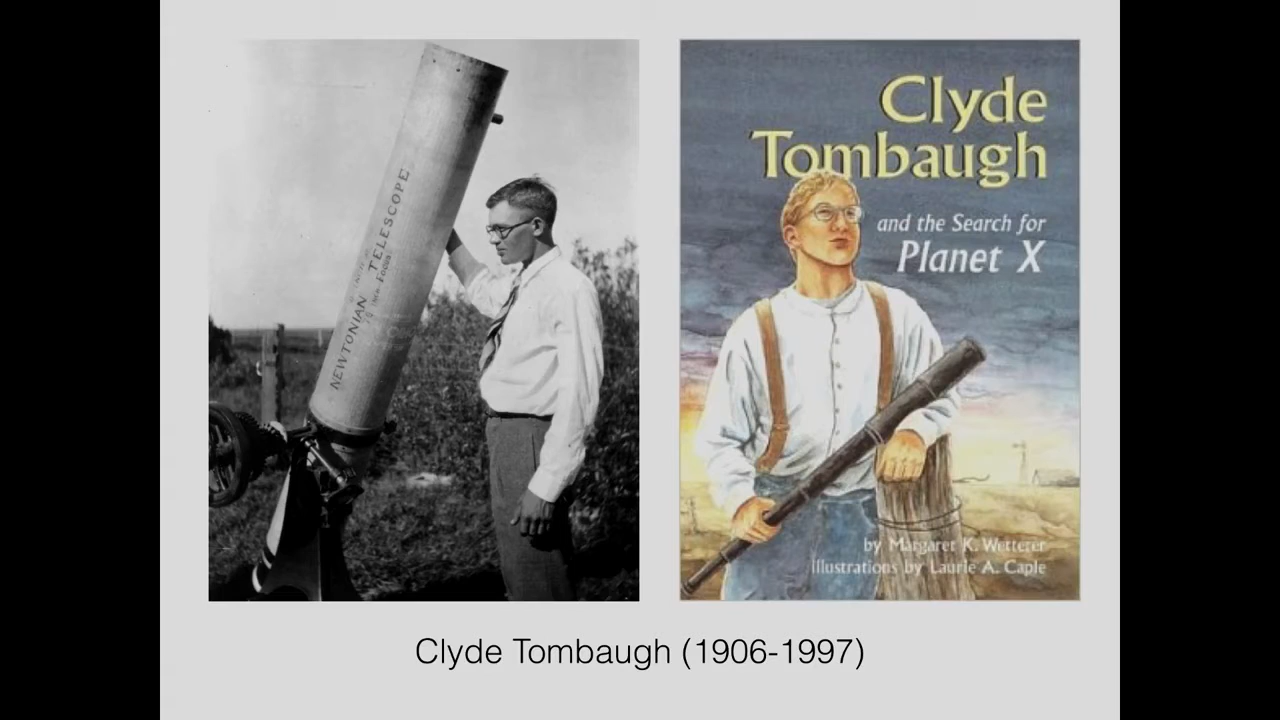 NEWTONIAN TELESCOPE
Clyde
Tombaugh
and the Search for
Planet X
by Margaret K. Wetterer
Illustrations by Laurie A. Caple
Clyde Tombaugh (1906-1997)